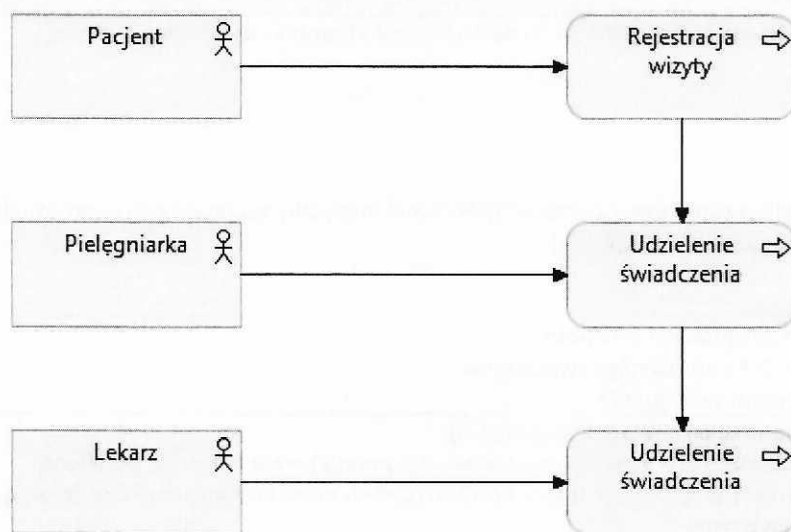 Pacjent
Rejestracja
wizyty
Pielęgniarka
Udzielenie
świadczenia
Lekarz
Udzielenie
świadczenia